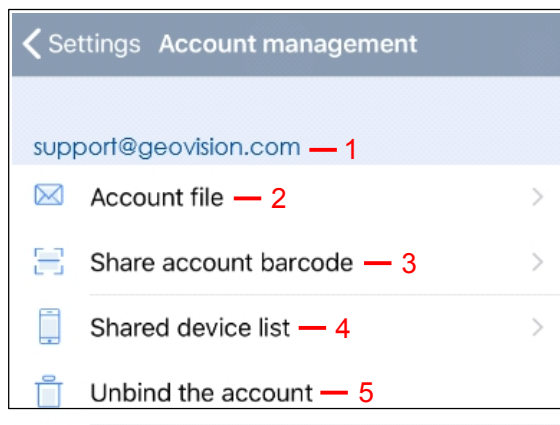 Settings Account management
support@geovision.com — 1
Account file — 2
Share account barcode — 3
Shared device list — 4
Unbind the account — 5